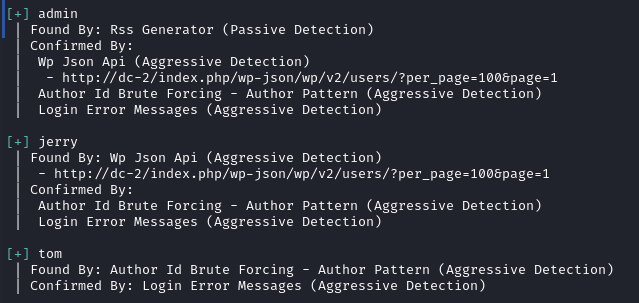 [+] admin
| Found By: Rss Generator (Passive Detection)
| Confirmed By:
|  Wp Json Api (Aggressive Detection)
|   - http://dc-2/index.php/wp-json/wp/v2/users/?per_page=100&page=1
|  Author Id Brute Forcing - Author Pattern (Aggressive Detection)
|  Login Error Messages (Aggressive Detection)
[+] jerry
| Found By: Wp Json Api (Aggressive Detection)
|  - http://dc-2/index.php/wp-json/wp/v2/users/?per_page=100&page=1
| Confirmed By:
|  Author Id Brute Forcing - Author Pattern (Aggressive Detection)
|  Login Error Messages (Aggressive Detection)
[+] tom
| Found By: Author Id Brute Forcing - Author Pattern (Aggressive Detection)
| Confirmed By: Login Error Messages (Aggressive Detection)